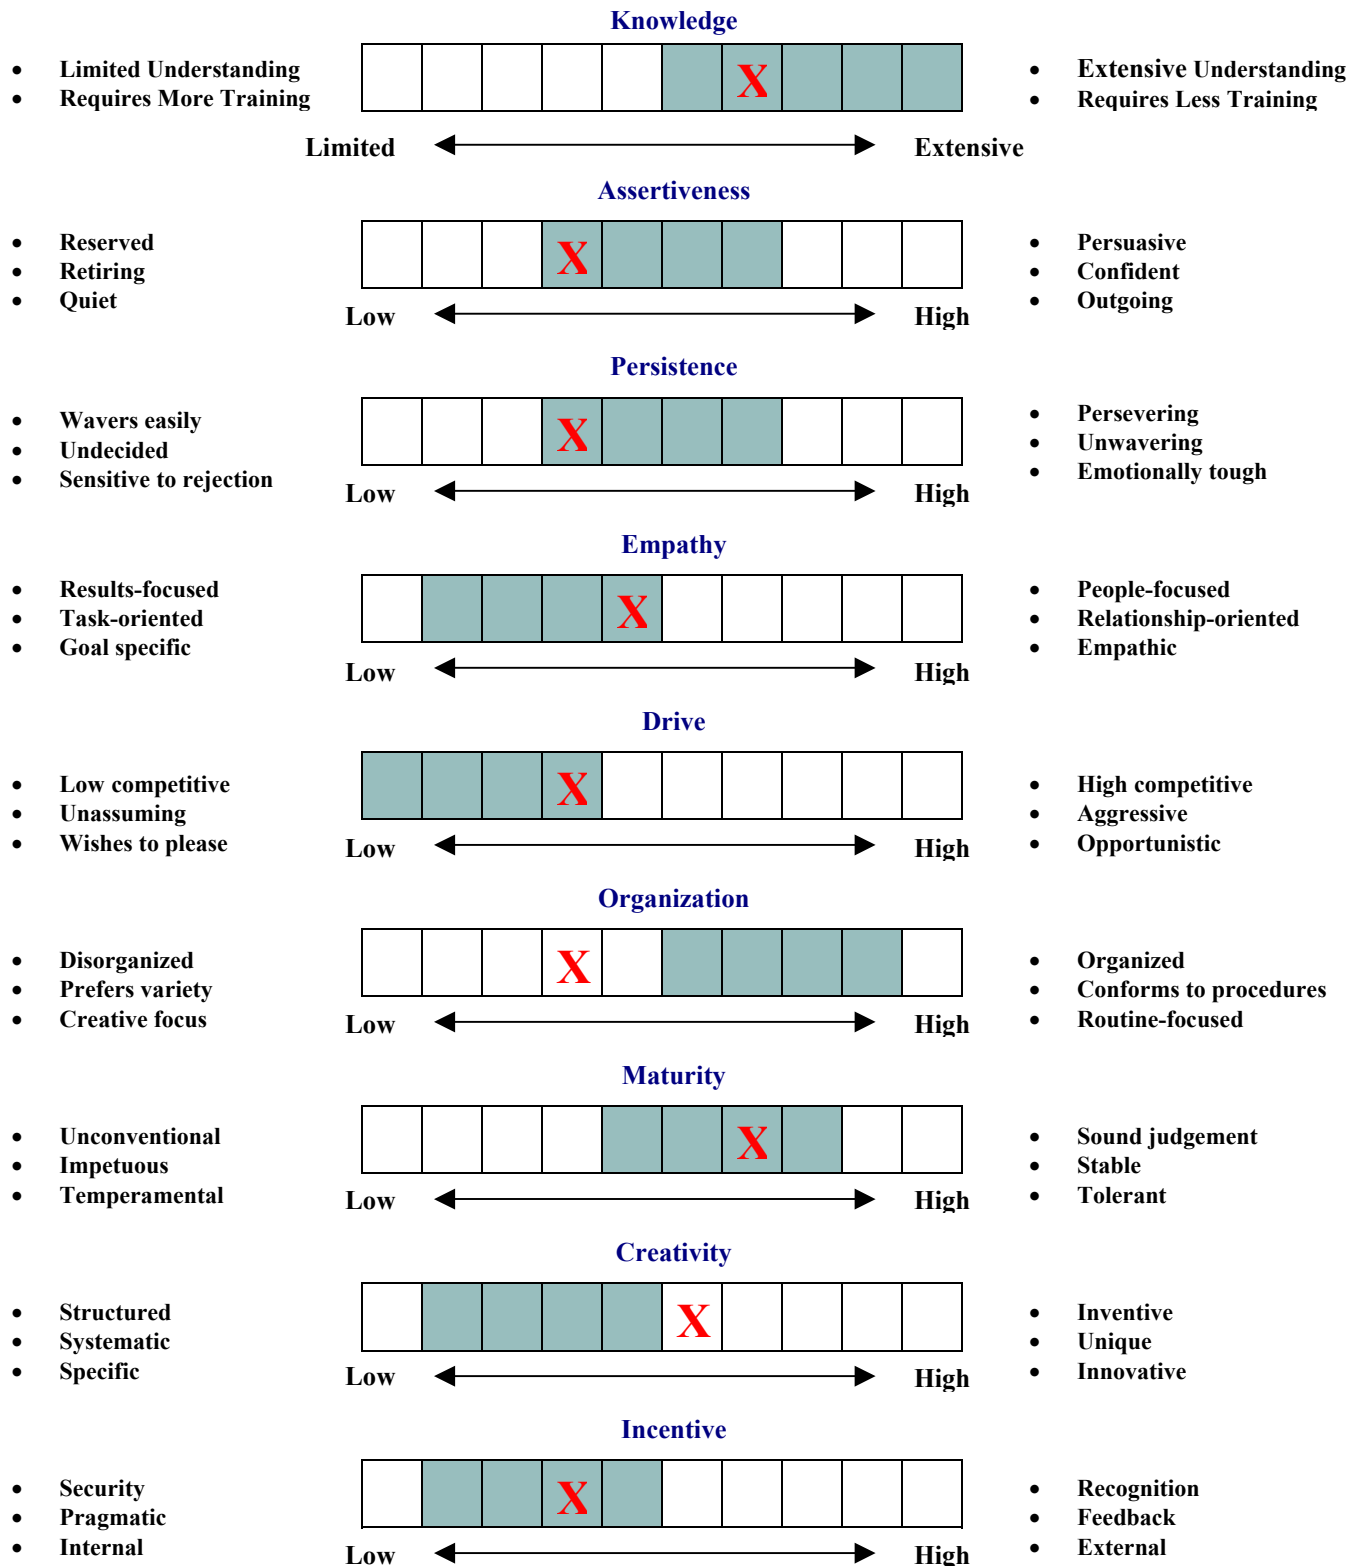 Knowledge
• Limited Understanding
• Requires More Training
X
• Extensive Understanding
• Requires Less Training
Limited Extensive
Assertiveness
• Reserved
• Retiring
• Quiet
X
• Persuasive
• Confident
• Outgoing
Low High
Persistence
• Wavers easily
• Undecided
• Sensitive to rejection
X
• Persevering
• Unwavering
• Emotionally tough
Low High
Empathy
• Results-focused
• Task-oriented
• Goal specific
X
• People-focused
• Relationship-oriented
• Empathic
Low High
Drive
• Low competitive
• Unassuming
• Wishes to please
X
• High competitive
• Aggressive
• Opportunistic
Low High
Organization
• Disorganized
• Prefers variety
• Creative focus
X
• Organized
• Conforms to procedures
• Routine-focused
Low High
Maturity
• Unconventional
• Impetuous
• Temperamental
X
• Sound judgement
• Stable
• Tolerant
Low High
Creativity
• Structured
• Systematic
• Specific
X
• Inventive
• Unique
• Innovative
Low High
Incentive
• Security
• Pragmatic
• Internal
X
• Recognition
• Feedback
• External
Low High